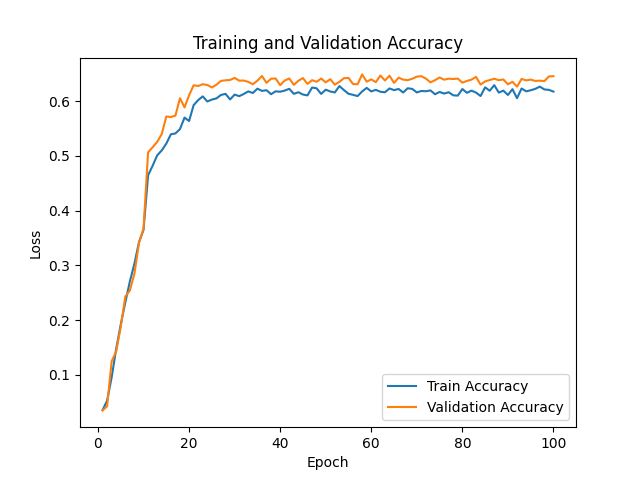 Training and Validation Accuracy
0.6
0.5
0.4
0.3
0.2
0.1
Loss
0 20 40 60 80 100
Epoch
Train Accuracy
Validation Accuracy